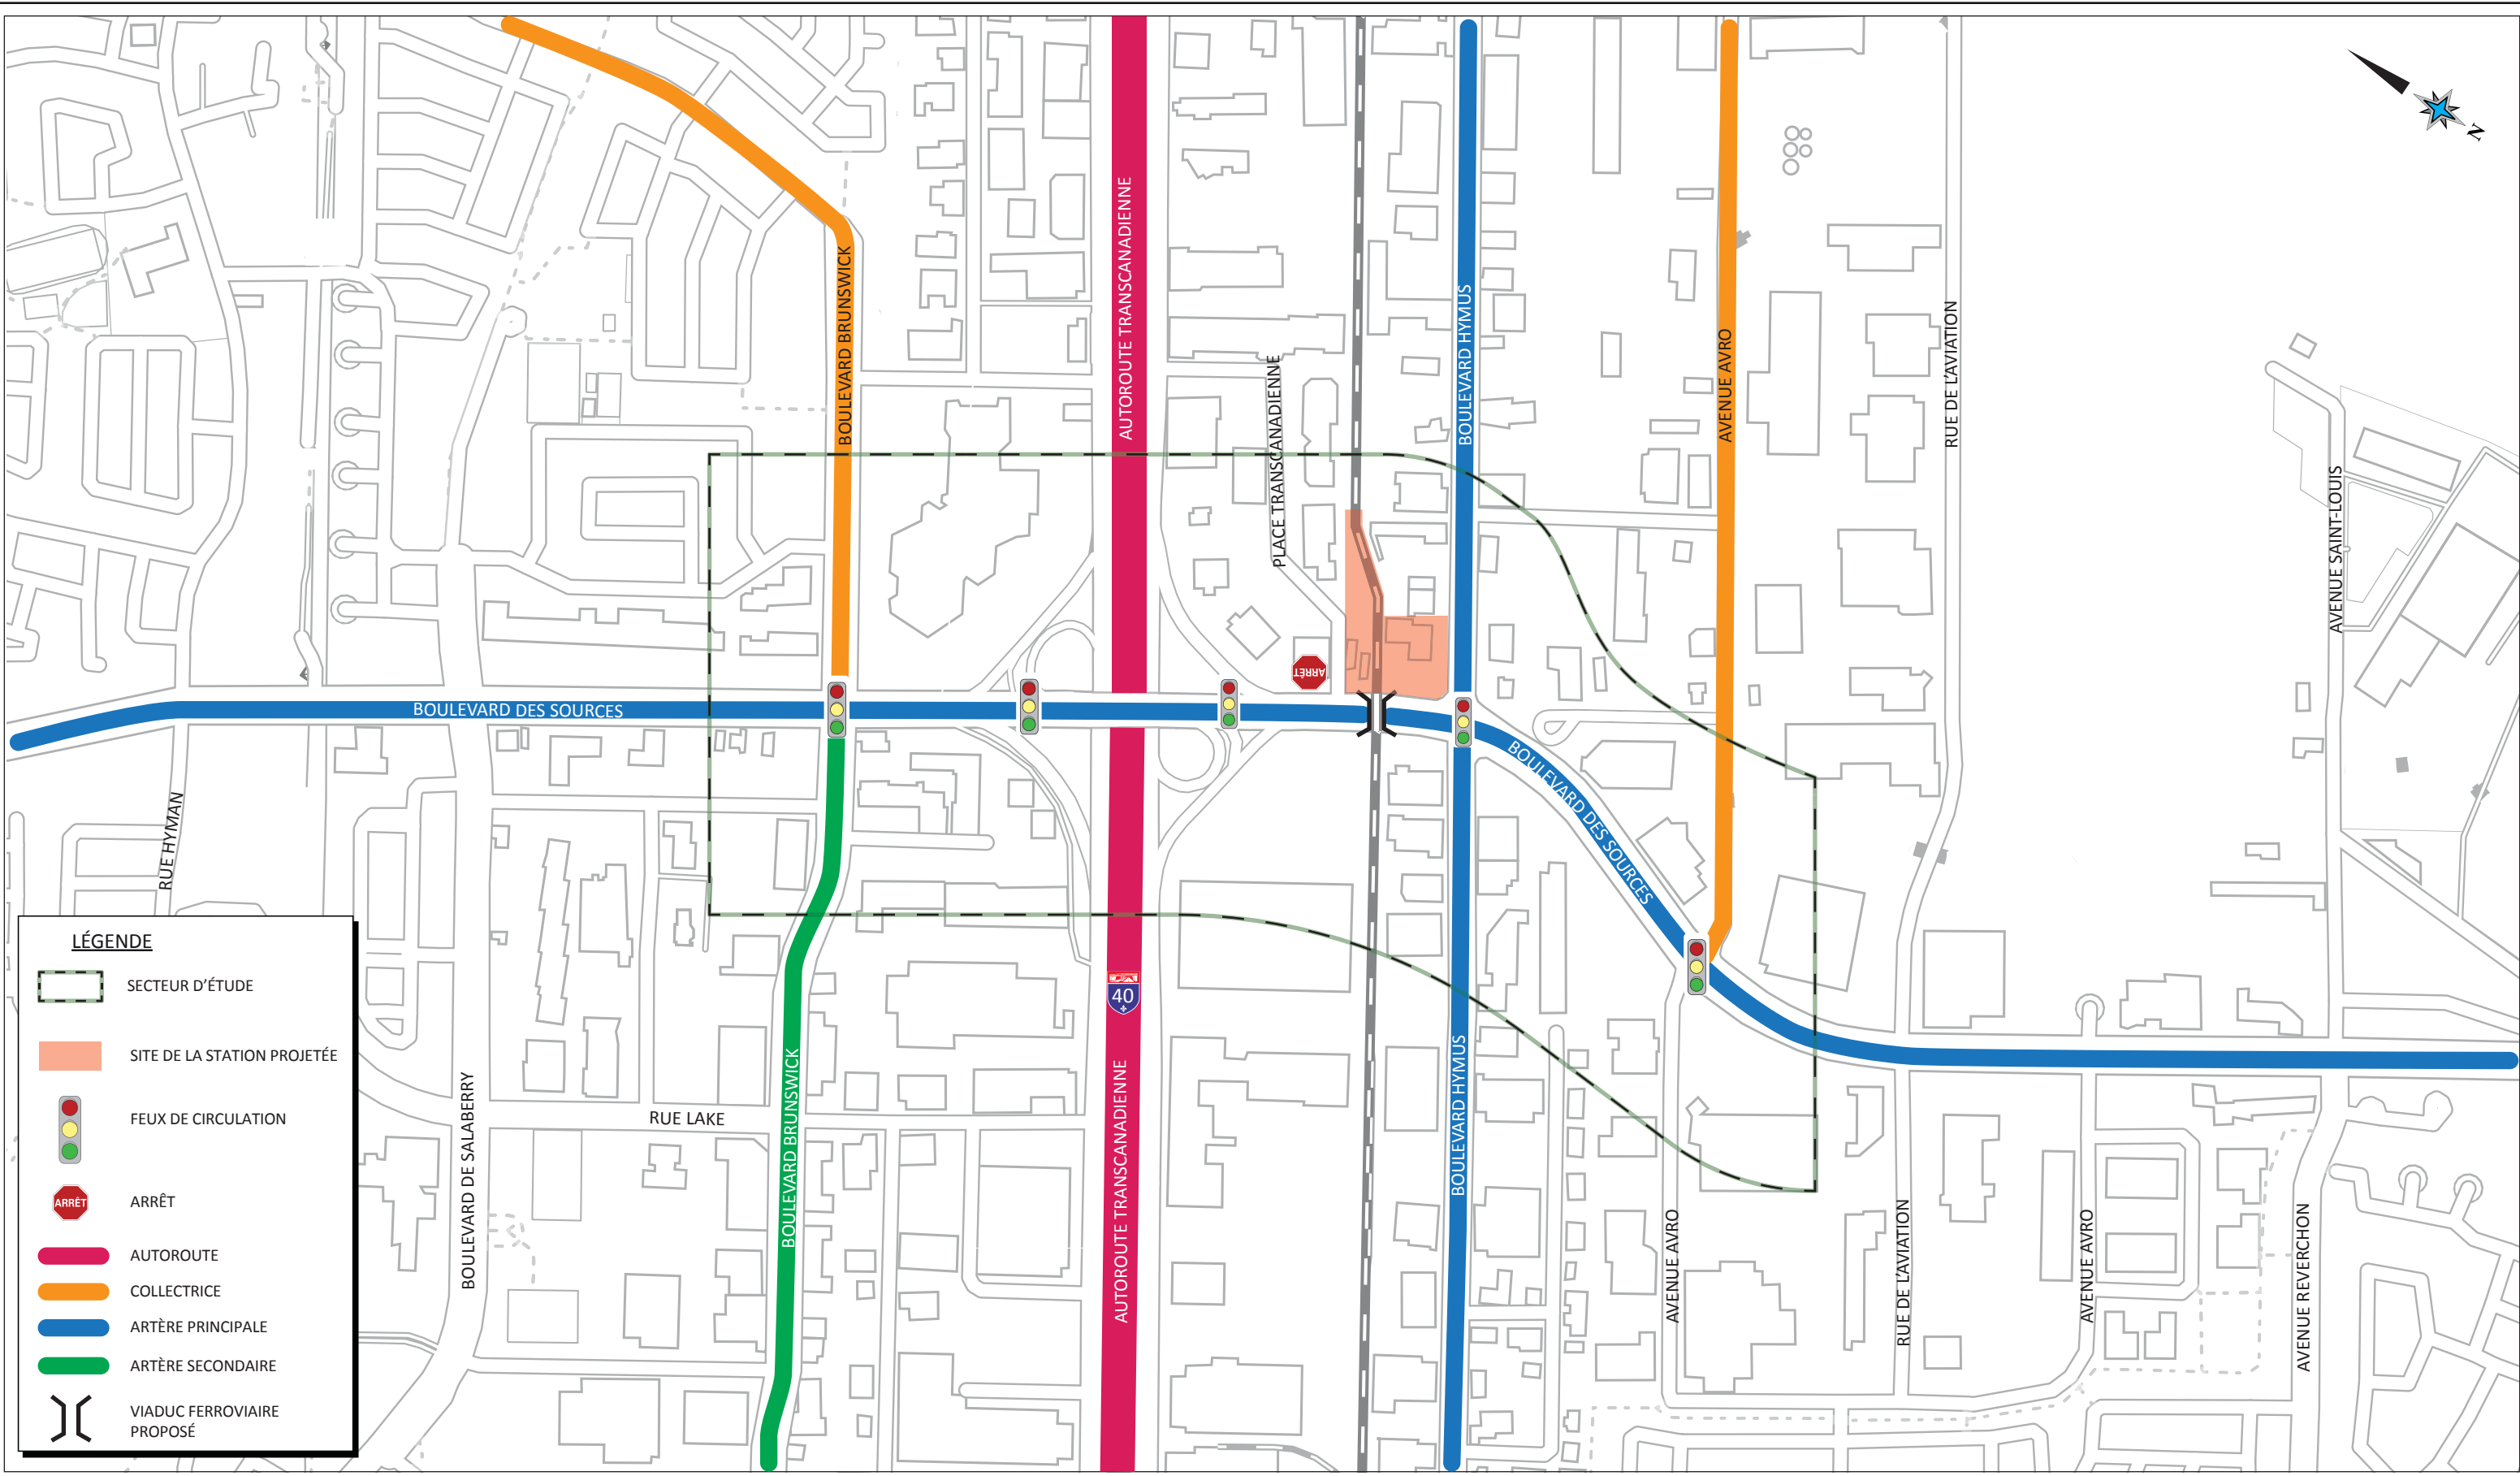 N
BOULEVARD BRUNSWICK
AUTOROUTE TRANSCANADIENNE
PLACE TRANSCANADIENNE
BOULEVARD HYMUS
AVENUE AVRO
RUE DE L'AVIATION
AVENUE SAINT-LOUIS
ARRÊT
BOULEVARD DES SOURCES
BOULEVARD DES SOURCES
RUE HYMAN
40
BOULEVARD DE SALABERRY
RUE LAKE
BOULEVARD BRUNSWICK
AUTOROUTE TRANSCANADIENNE
BOULEVARD HYMUS
AVENUE AVRO
RUE DE L'AVIATION
AVENUE AVRO
AVENUE REVERCHON
LÉGENDE
SECTEUR D'ÉTUDE
SITE DE LA STATION PROJETÉE
FEUX DE CIRCULATION
ARRÊT
ARRÊT
AUTOROUTE
COLLECTRICE
ARTÈRE PRINCIPALE
ARTÈRE SECONDAIRE
VIADUC FERROVIAIRE
PROPOSÉ